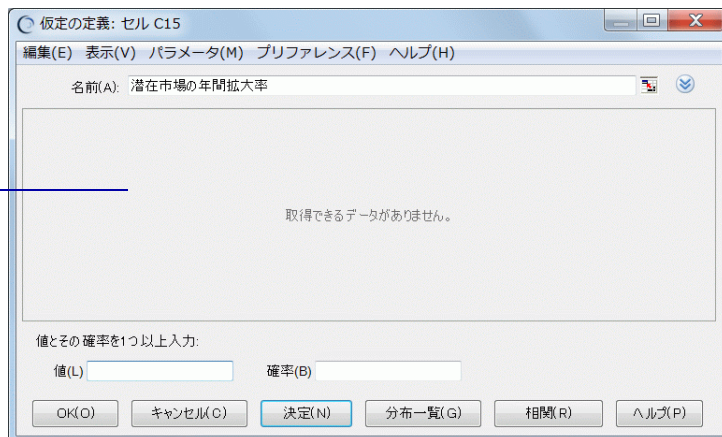 仮定の定義: セル C15
編集(E) 表示(V) パラメータ(M) プリファレンス(F) ヘルプ(H)
名前(A): 潜在市場の年間拡大率
取得できるデータがありません。
値とその確率を1つ以上入力:
値(L) 確率(B)
OK(O) キャンセル(C) 決定(N) 分布一覧(G) 相関(R) ヘルプ(P)